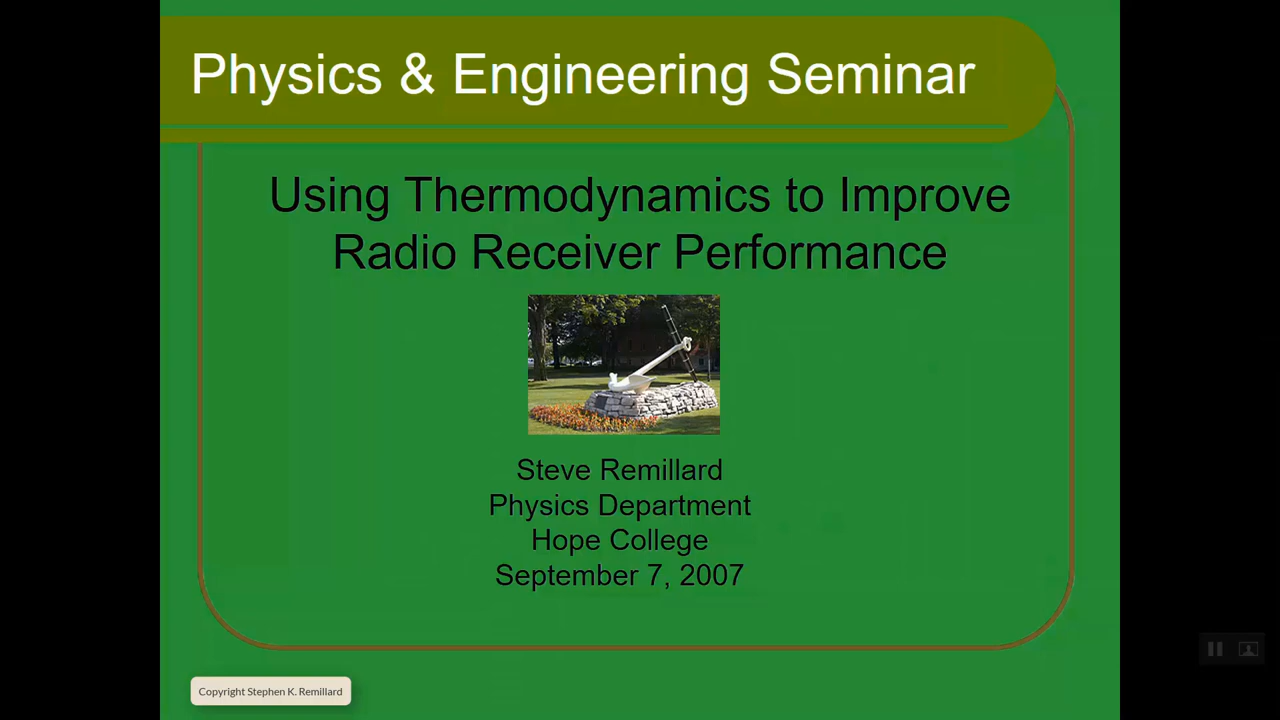 Physics & Engineering Seminar
Using Thermodynamics to Improve
Radio Receiver Performance
Steve Remillard
Physics Department
Hope College
September 7, 2007
Copyright Stephen K. Remillard